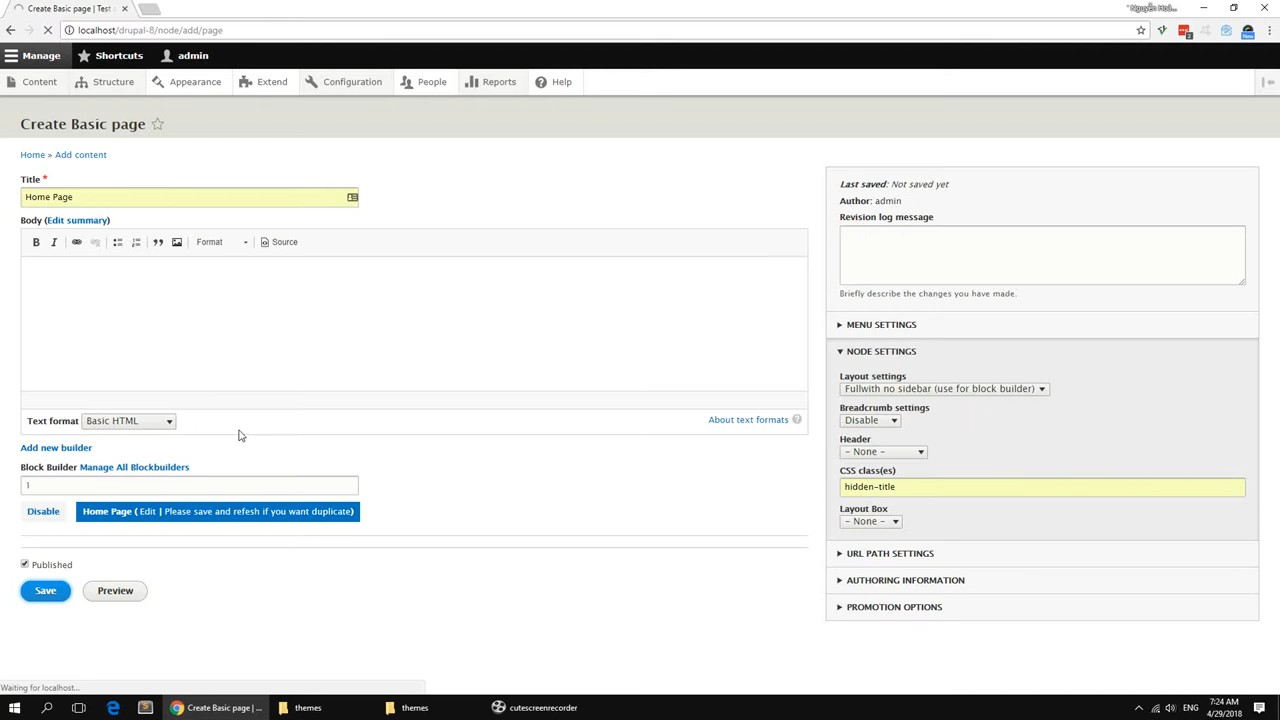 Create Basic page | Test
Nguyễn Hoà...
localhost/drupal-8/node/add/page
Manage Shortcuts admin
Content Structure Appearance Extend Configuration People Reports Help
Create Basic page
Home » Add content
Title *
Home Page
Body (Edit summary)
B I Format Source
Text format Basic HTML About text formats ?
Add new builder
Block Builder Manage All Blockbuilders
1
Disable Home Page ( Edit | Please save and refesh if you want duplicate)
Published
Save Preview
Last saved: Not saved yet
Author: admin
Revision log message
Briefly describe the changes you have made.
MENU SETTINGS
NODE SETTINGS
Layout settings
Fullwith no sidebar (use for block builder)
Breadcrumb settings
Disable
Header
- None -
CSS class(es)
hidden-title
Layout Box
- None -
URL PATH SETTINGS
AUTHORING INFORMATION
PROMOTION OPTIONS
Waiting for localhost...
Create Basic page | ... themes themes cutescreenrecorder
ENG
7:24 AM
4/29/2018